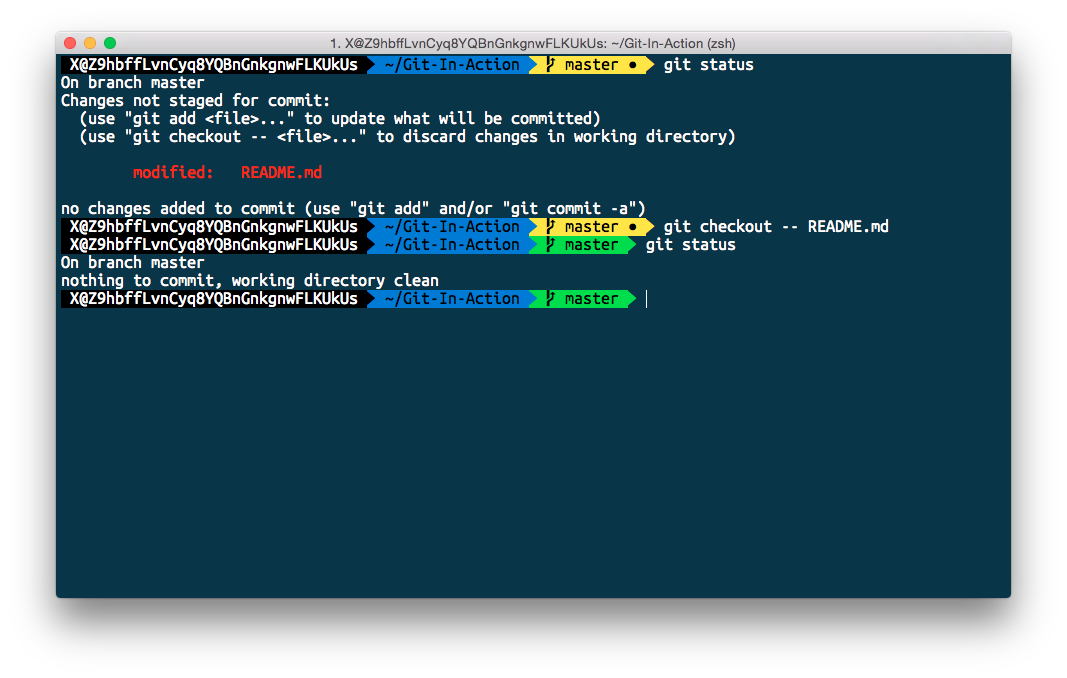 1. X@Z9hbffLvnCyq8YQBnGnkgnwFLKUkUs: ~/Git-In-Action (zsh)
X@Z9hbffLvnCyq8YQBnGnkgnwFLKUkUs ~/Git-In-Action master ● git status
On branch master
Changes not staged for commit:
(use "git add <file>..." to update what will be committed)
(use "git checkout -- <file>..." to discard changes in working directory)
modified: README.md
no changes added to commit (use "git add" and/or "git commit -a")
X@Z9hbffLvnCyq8YQBnGnkgnwFLKUkUs ~/Git-In-Action master ● git checkout -- README.md
X@Z9hbffLvnCyq8YQBnGnkgnwFLKUkUs ~/Git-In-Action master git status
On branch master
nothing to commit, working directory clean
X@Z9hbffLvnCyq8YQBnGnkgnwFLKUkUs ~/Git-In-Action master